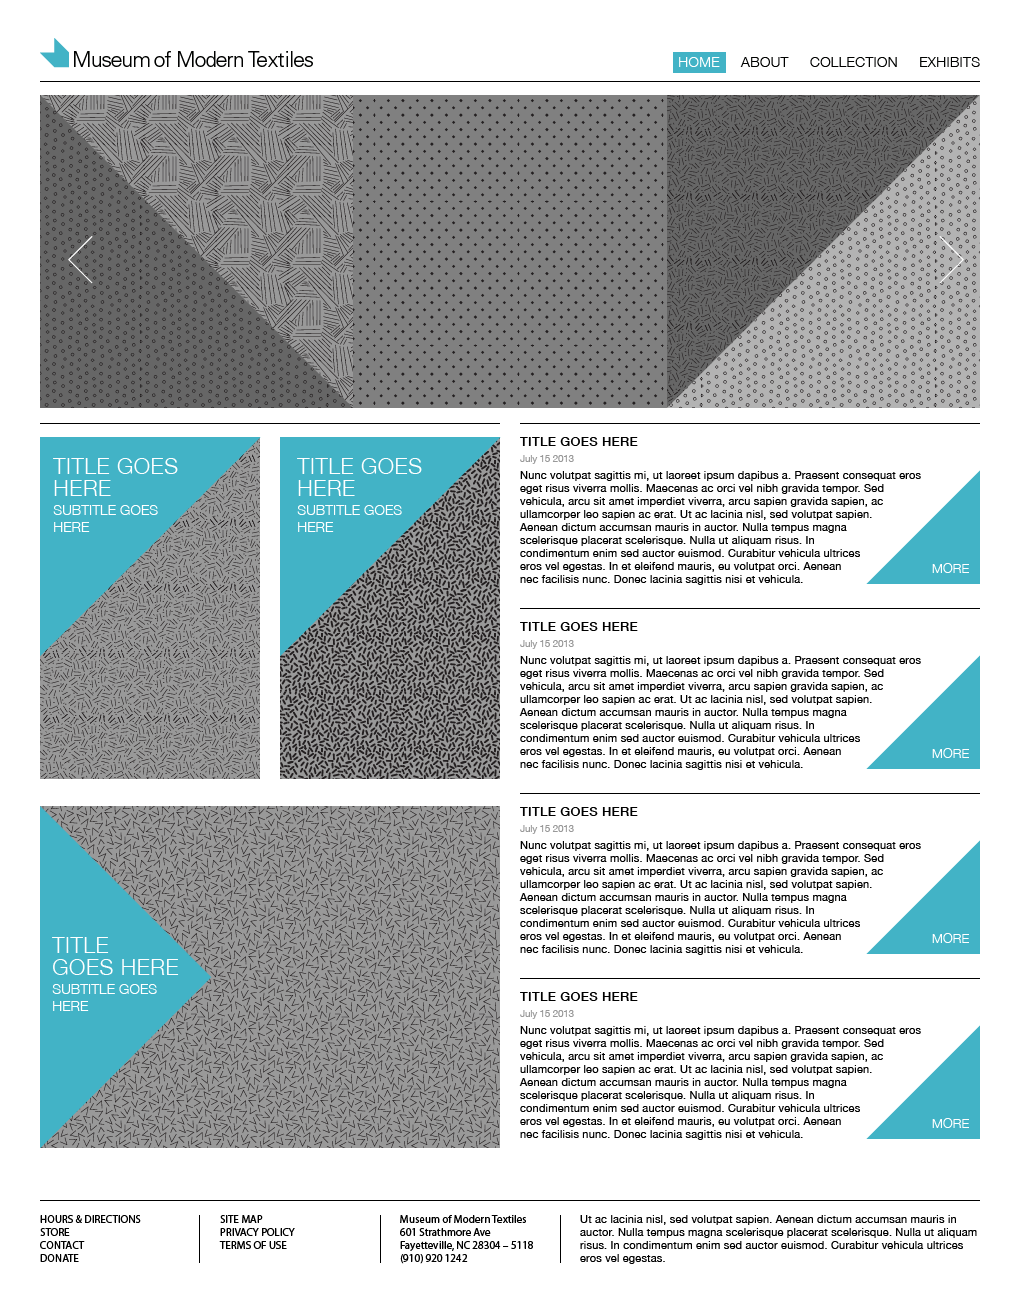 Museum of Modern Textiles
HOME
ABOUT
COLLECTION
EXHIBITS
TITLE GOES
HERE
SUBTITLE GOES
HERE
TITLE GOES
HERE
SUBTITLE GOES
HERE
TITLE
GOES HERE
SUBTITLE GOES
HERE
TITLE GOES HERE
July 15 2013
Nunc volutpat sagittis mi, ut laoreet ipsum dapibus a. Praesent consequat eros
eget risus viverra mollis. Maecenas ac orci vel nibh gravida tempor. Sed
vehicula, arcu sit amet imperdiet viverra, arcu sapien gravida sapien, ac
ullamcorper leo sapien ac erat. Ut ac lacinia nisl, sed volutpat sapien.
Aenean dictum accumsan mauris in auctor. Nulla tempus magna
scelerisque placerat scelerisque. Nulla ut aliquam risus. In
condimentum enim sed auctor euismod. Curabitur vehicula ultrices
eros vel egestas. In et eleifend mauris, eu volutpat orci. Aenean
nec facilisis nunc. Donec lacinia sagittis nisi et vehicula.
MORE
TITLE GOES HERE
July 15 2013
Nunc volutpat sagittis mi, ut laoreet ipsum dapibus a. Praesent consequat eros
eget risus viverra mollis. Maecenas ac orci vel nibh gravida tempor. Sed
vehicula, arcu sit amet imperdiet viverra, arcu sapien gravida sapien, ac
ullamcorper leo sapien ac erat. Ut ac lacinia nisl, sed volutpat sapien.
Aenean dictum accumsan mauris in auctor. Nulla tempus magna
scelerisque placerat scelerisque. Nulla ut aliquam risus. In
condimentum enim sed auctor euismod. Curabitur vehicula ultrices
eros vel egestas. In et eleifend mauris, eu volutpat orci. Aenean
nec facilisis nunc. Donec lacinia sagittis nisi et vehicula.
MORE
TITLE GOES HERE
July 15 2013
Nunc volutpat sagittis mi, ut laoreet ipsum dapibus a. Praesent consequat eros
eget risus viverra mollis. Maecenas ac orci vel nibh gravida tempor. Sed
vehicula, arcu sit amet imperdiet viverra, arcu sapien gravida sapien, ac
ullamcorper leo sapien ac erat. Ut ac lacinia nisl, sed volutpat sapien.
Aenean dictum accumsan mauris in auctor. Nulla tempus magna
scelerisque placerat scelerisque. Nulla ut aliquam risus. In
condimentum enim sed auctor euismod. Curabitur vehicula ultrices
eros vel egestas. In et eleifend mauris, eu volutpat orci. Aenean
nec facilisis nunc. Donec lacinia sagittis nisi et vehicula.
MORE
TITLE GOES HERE
July 15 2013
Nunc volutpat sagittis mi, ut laoreet ipsum dapibus a. Praesent consequat eros
eget risus viverra mollis. Maecenas ac orci vel nibh gravida tempor. Sed
vehicula, arcu sit amet imperdiet viverra, arcu sapien gravida sapien, ac
ullamcorper leo sapien ac erat. Ut ac lacinia nisl, sed volutpat sapien.
Aenean dictum accumsan mauris in auctor. Nulla tempus magna
scelerisque placerat scelerisque. Nulla ut aliquam risus. In
condimentum enim sed auctor euismod. Curabitur vehicula ultrices
eros vel egestas. In et eleifend mauris, eu volutpat orci. Aenean
nec facilisis nunc. Donec lacinia sagittis nisi et vehicula.
MORE
HOURS & DIRECTIONS
STORE
CONTACT
DONATE
SITE MAP
PRIVACY POLICY
TERMS OF USE
Museum of Modern Textiles
601 Strathmore Ave
Fayetteville, NC 28304 – 5118
(910) 920 1242
Ut ac lacinia nisl, sed volutpat sapien. Aenean dictum accumsan mauris in
auctor. Nulla tempus magna scelerisque placerat scelerisque. Nulla ut aliquam
risus. In condimentum enim sed auctor euismod. Curabitur vehicula ultrices
eros vel egestas.